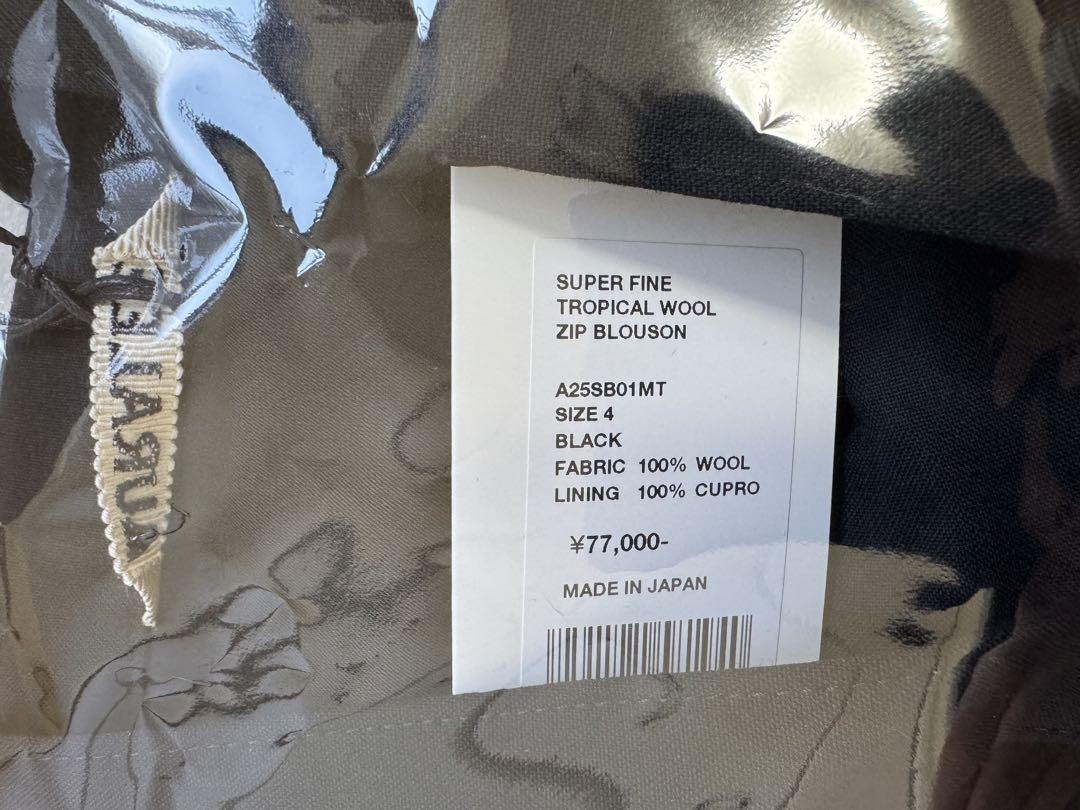 AURALEE
SUPER FINE
TROPICAL WOOL
ZIP BLOUSON
A25SB01MT
SIZE 4
BLACK
FABRIC 100% WOOL
LINING 100% CUPRO
¥77,000-
MADE IN JAPAN